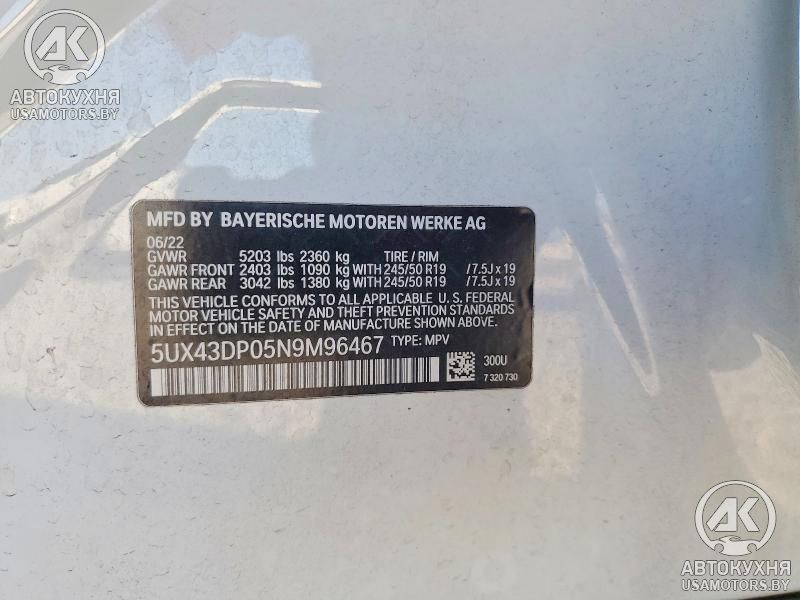 AK
АВТОКУХНЯ
USAMOTORS.BY
MFD BY BAYERISCHE MOTOREN WERKE AG
06/22
GVWR 5203 lbs 2360 kg TIRE / RIM
GAWR FRONT 2403 lbs 1090 kg WITH 245/50 R19 /7.5J x 19
GAWR REAR 3042 lbs 1380 kg WITH 245/50 R19 /7.5J x 19
THIS VEHICLE CONFORMS TO ALL APPLICABLE U. S. FEDERAL
MOTOR VEHICLE SAFETY AND THEFT PREVENTION STANDARDS
IN EFFECT ON THE DATE OF MANUFACTURE SHOWN ABOVE.
5UX43DP05N9M96467 TYPE: MPV
300U
7 320 730
AK
АВТОКУХНЯ
USAMOTORS.BY